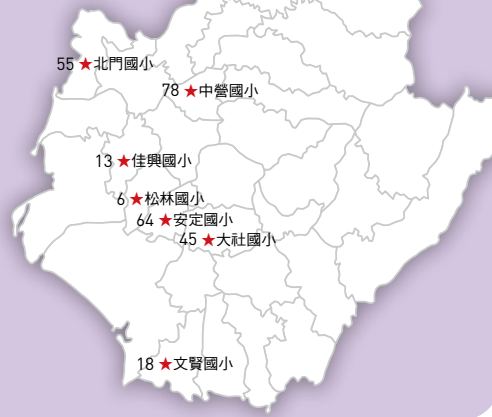 55 ★北門國小
78 ★中營國小
13 ★佳興國小
6 ★松林國小
64 ★安定國小
45 ★大社國小
18 ★文賢國小